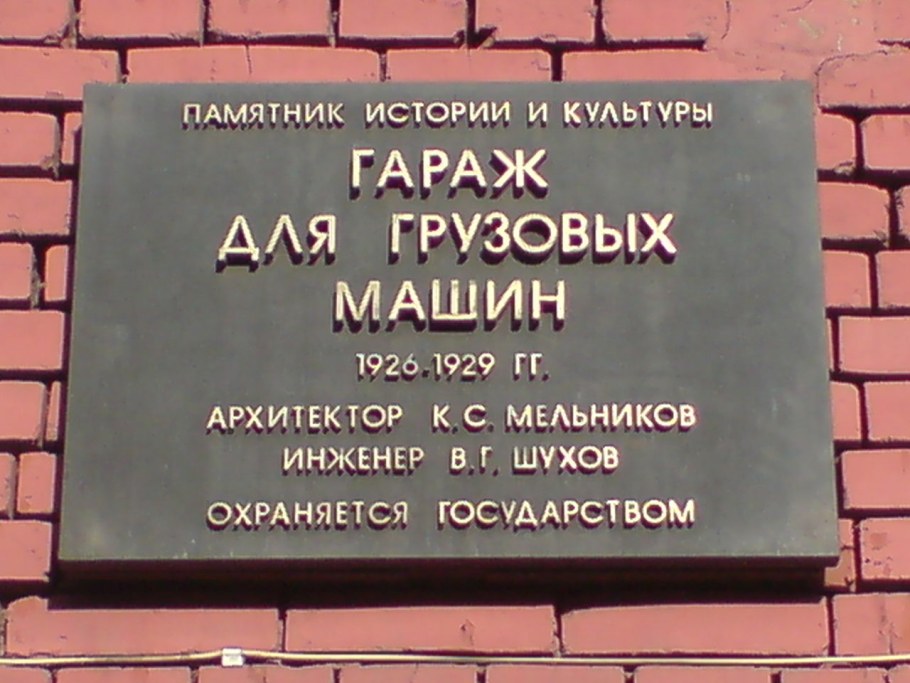 ПАМЯТНИК ИСТОРИИ И КУЛЬТУРЫ
ГАРАЖ
ДЛЯ ГРУЗОВЫХ
МАШИН
1926-1929 ГГ.
АРХИТЕКТОР К.С. МЕЛЬНИКОВ
ИНЖЕНЕР В.Г. ШУХОВ
ОХРАНЯЕТСЯ ГОСУДАРСТВОМ